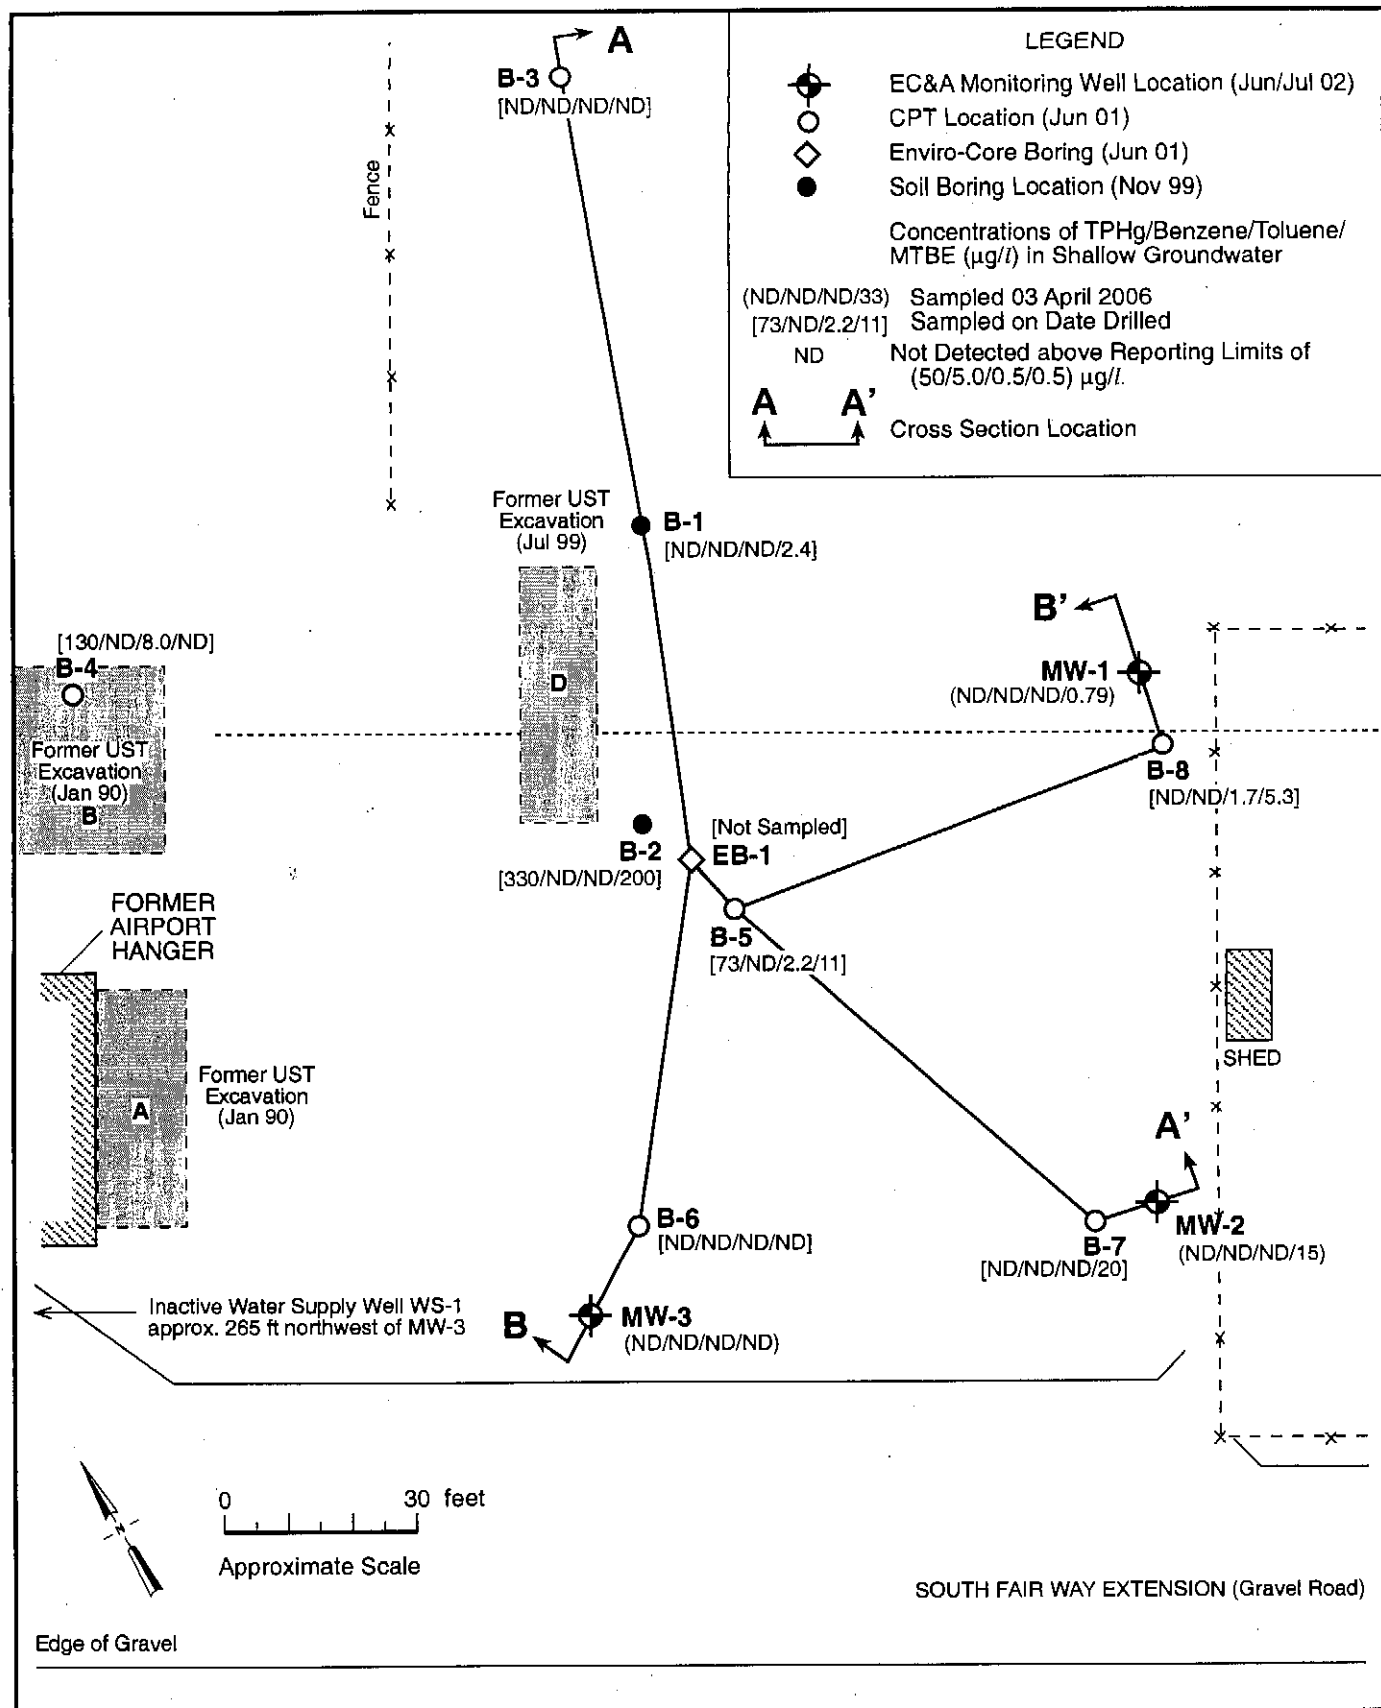 A
B-3
[ND/ND/ND/ND]
Fence
LEGEND
EC&A Monitoring Well Location (Jun/Jul 02)
CPT Location (Jun 01)
Enviro-Core Boring (Jun 01)
Soil Boring Location (Nov 99)
Concentrations of TPHg/Benzene/Toluene/
MTBE (µg/l) in Shallow Groundwater
(ND/ND/ND/33) Sampled 03 April 2006
[73/ND/2.2/11] Sampled on Date Drilled
ND Not Detected above Reporting Limits of
(50/5.0/0.5/0.5) µg/l.
A A'
Cross Section Location
Former UST
Excavation
(Jul 99)
B-1
[ND/ND/ND/2.4]
D
B'
MW-1
(ND/ND/ND/0.79)
[130/ND/8.0/ND]
B-4
Former UST
Excavation
(Jan 90)
B
B-8
[ND/ND/1.7/5.3]
[Not Sampled]
B-2
EB-1
[330/ND/ND/200]
B-5
[73/ND/2.2/11]
FORMER
AIRPORT
HANGER
SHED
Former UST
Excavation
(Jan 90)
A
A'
B-6
[ND/ND/ND/ND]
B-7
[ND/ND/ND/20]
MW-2
(ND/ND/ND/15)
Inactive Water Supply Well WS-1
approx. 265 ft northwest of MW-3
B
MW-3
(ND/ND/ND/ND)
N
0 30 feet
Approximate Scale
SOUTH FAIR WAY EXTENSION (Gravel Road)
Edge of Gravel